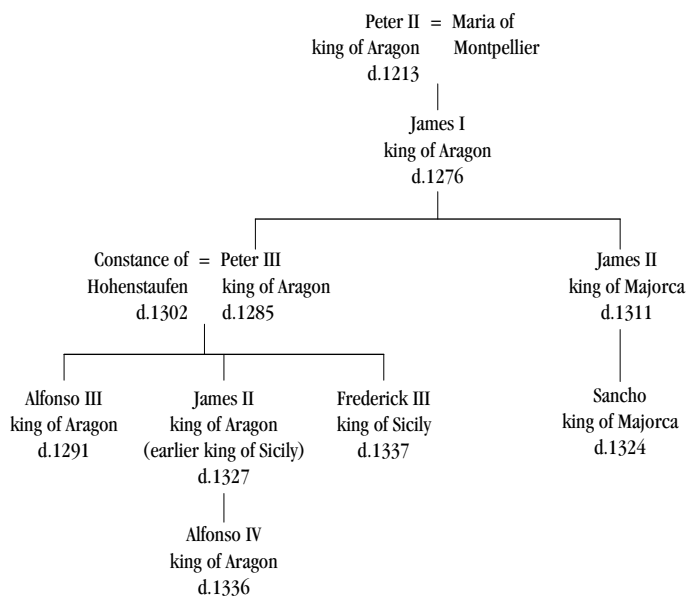 Peter II = Maria of
king of Aragon Montpellier
d.1213
James I
king of Aragon
d.1276
Constance of = Peter III
Hohenstaufen king of Aragon
d.1302 d.1285
James II
king of Majorca
d.1311
Alfonso III
king of Aragon
d.1291
James II
king of Aragon
(earlier king of Sicily)
d.1327
Frederick III
king of Sicily
d.1337
Sancho
king of Majorca
d.1324
Alfonso IV
king of Aragon
d.1336